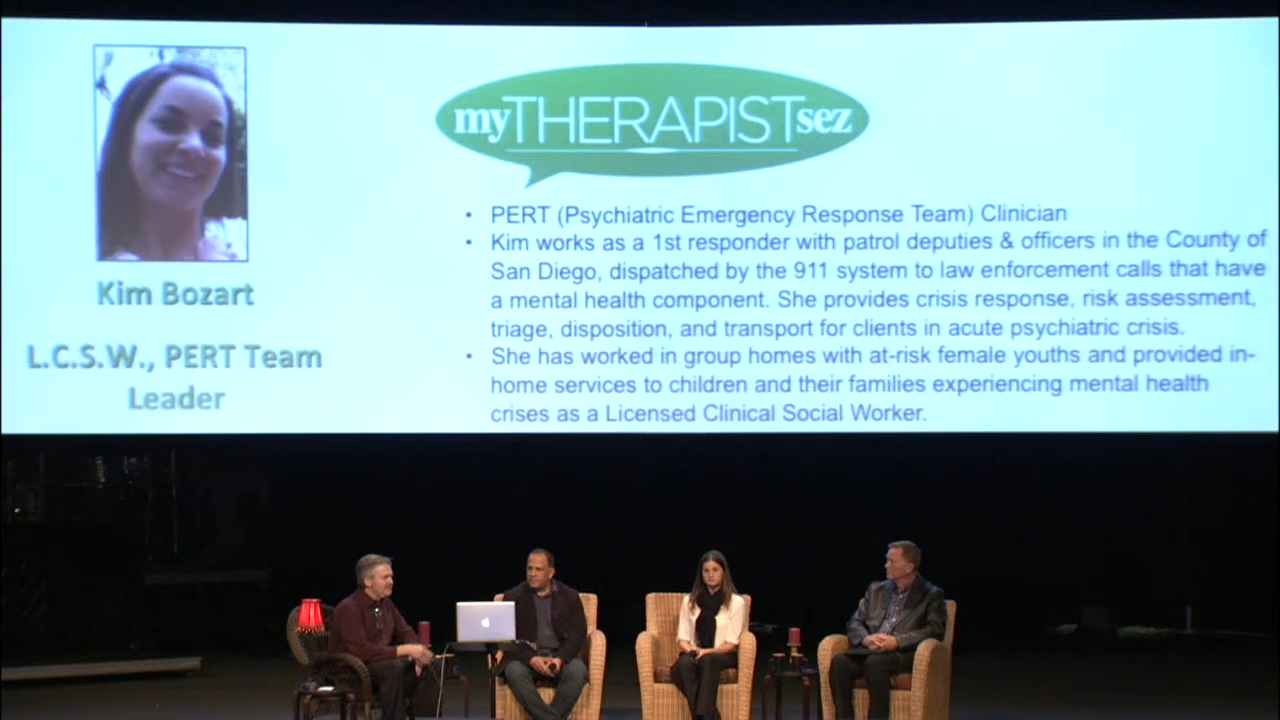 myTHERAPISTsez
Kim Bozart
L.C.S.W., PERT Team
Leader
• PERT (Psychiatric Emergency Response Team) Clinician
• Kim works as a 1st responder with patrol deputies & officers in the County of
San Diego, dispatched by the 911 system to law enforcement calls that have
a mental health component. She provides crisis response, risk assessment,
triage, disposition, and transport for clients in acute psychiatric crisis.
• She has worked in group homes with at-risk female youths and provided in-
home services to children and their families experiencing mental health
crises as a Licensed Clinical Social Worker.